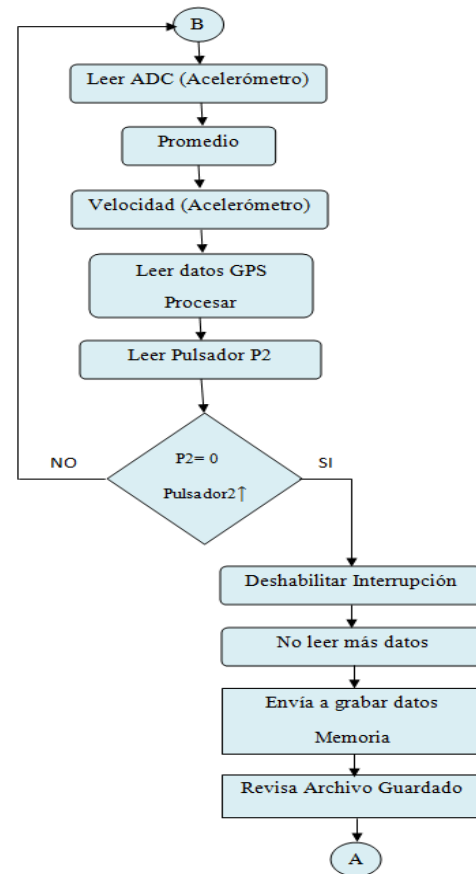 B
Leer ADC (Acelerómetro)
Promedio
Velocidad (Acelerómetro)
Leer datos GPS
Procesar
Leer Pulsador P2
P2= 0
Pulsador2↑
NO
SI
Deshabilitar Interrupción
No leer más datos
Envía a grabar datos
Memoria
Revisa Archivo Guardado
A